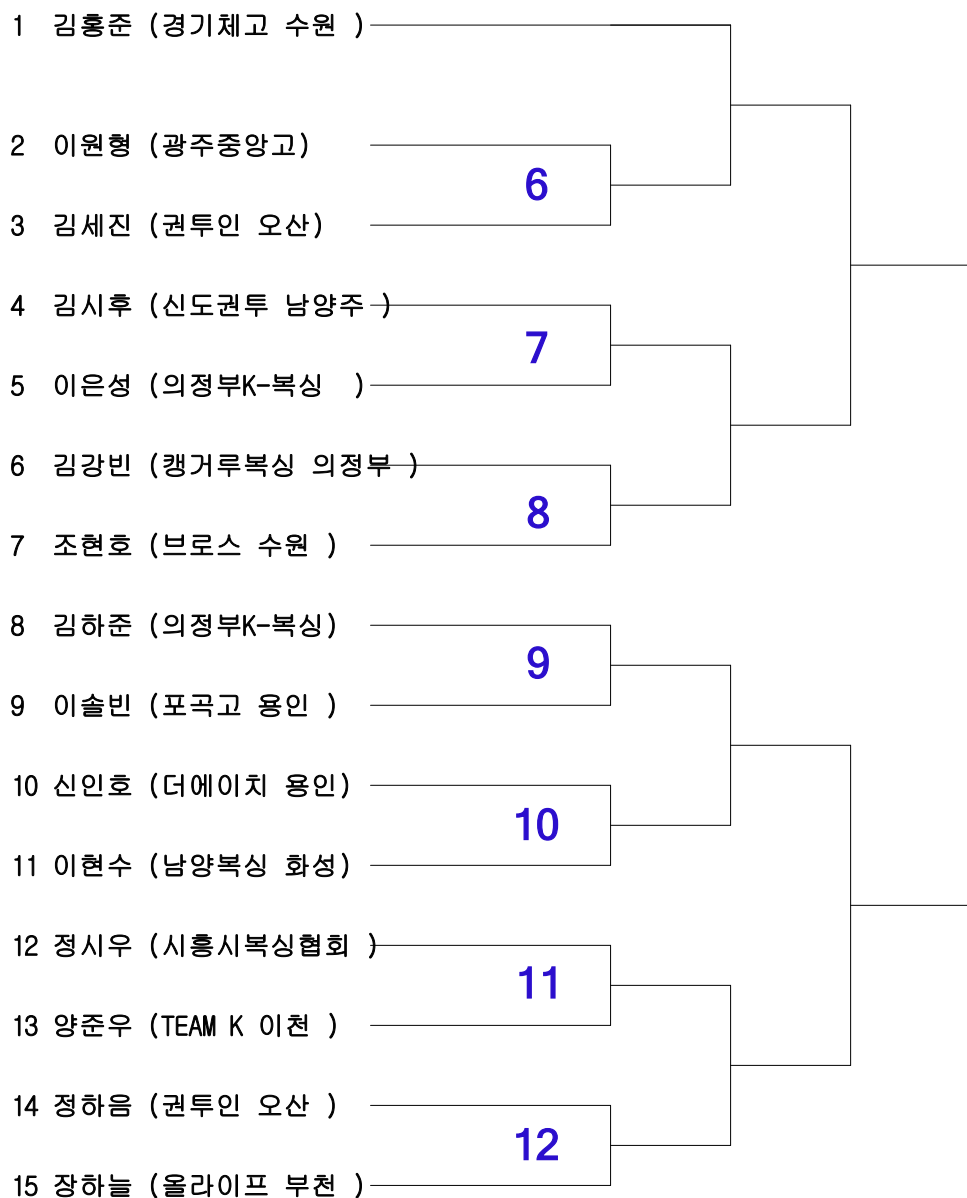 1 김홍준 (경기체고 수원 )
2 이원형 (광주중앙고)
6
3 김세진 (권투인 오산)
4 김시후 (신도권투 남양주 )
7
5 이은성 (의정부K-복싱 )
6 김강빈 (캥거루복싱 의정부 )
8
7 조현호 (브로스 수원 )
8 김하준 (의정부K-복싱)
9
9 이솔빈 (포곡고 용인 )
10 신인호 (더에이치 용인)
10
11 이현수 (남양복싱 화성)
12 정시우 (시흥시복싱협회 )
11
13 양준우 (TEAM K 이천 )
14 정하음 (권투인 오산 )
12
15 장하늘 (올라이프 부천 )